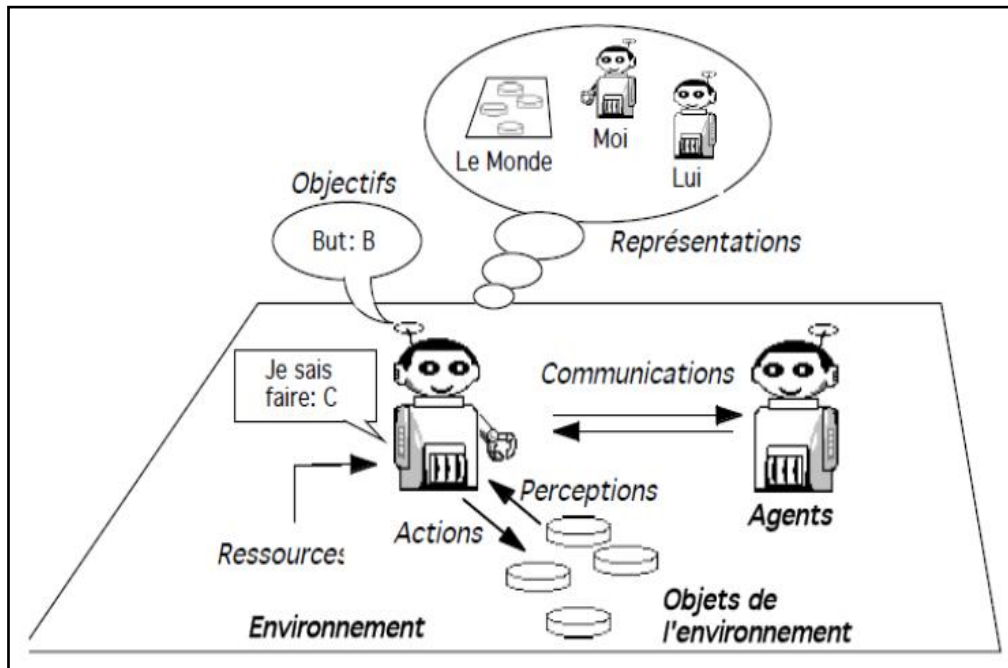 Le Monde
Moi
Lui
Objectifs
But: B
Représentations
Je sais
faire: C
Communications
Perceptions
Agents
Actions
Ressources
Environnement
Objets de
l'environnement